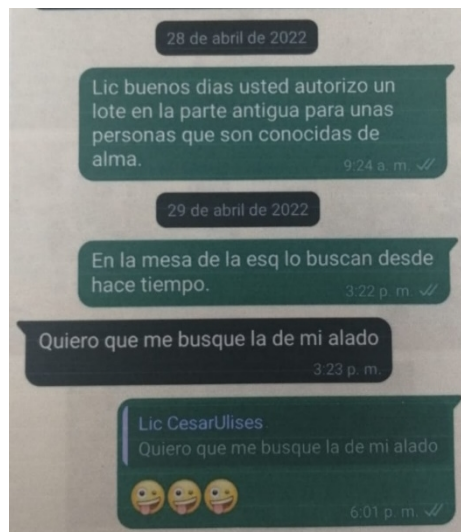 28 de abril de 2022
Lic buenos dias usted autorizo un
lote en la parte antigua para unas
personas que son conocidas de
alma.
9:24 a. m.
29 de abril de 2022
En la mesa de la esq lo buscan desde
hace tiempo.
3:22 p. m.
Quiero que me busque la de mi alado
3:23 p. m.
Lic CesarUlises
Quiero que me busque la de mi alado
🤪🤪🤪
6:01 p. m.